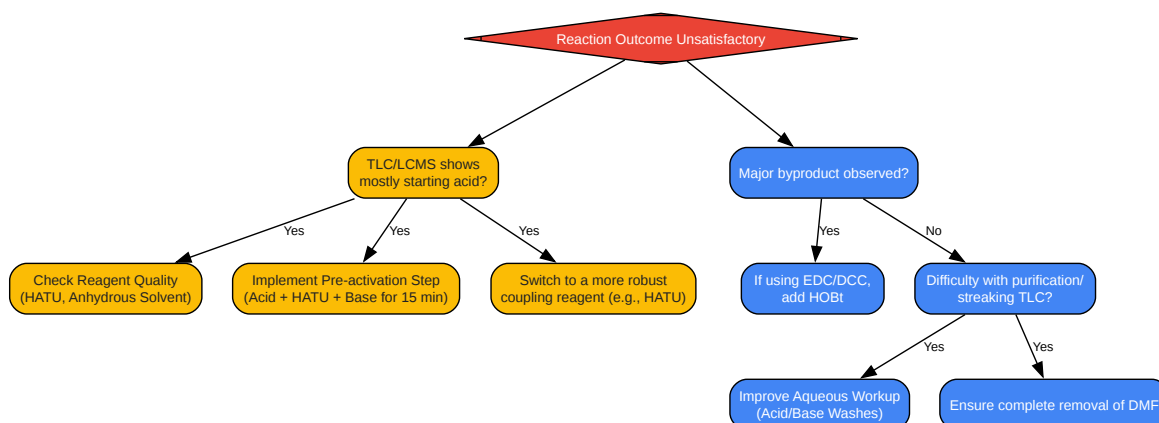 Reaction Outcome Unsatisfactory
TLC/LCMS shows
mostly starting acid?
Major byproduct observed?
Yes
Yes
Yes
Yes
No
Check Reagent Quality
(HATU, Anhydrous Solvent)
Implement Pre-activation Step
(Acid + HATU + Base for 15 min)
Switch to a more robust
coupling reagent (e.g., HATU)
If using EDC/DCC,
add HOBt
Difficulty with purification/
streaking TLC?
Yes
Yes
Improve Aqueous Workup
(Acid/Base Washes)
Ensure complete removal of DMF